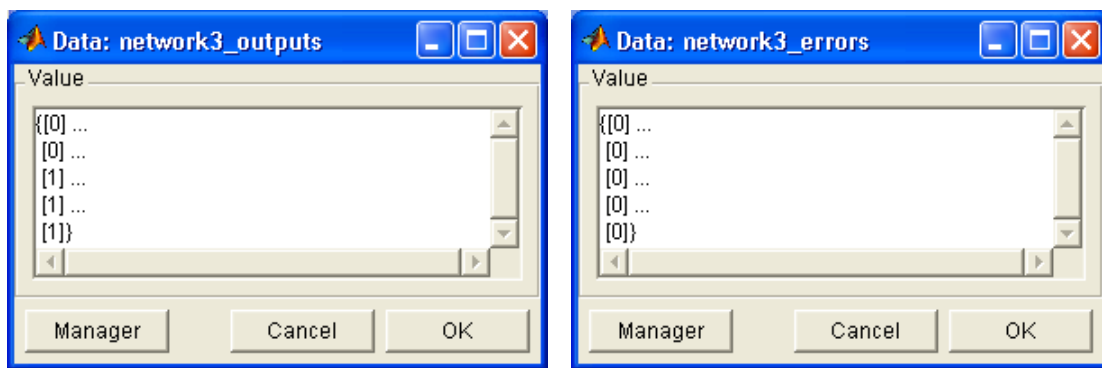 Data: network3_outputs
Value
{[0] ...
[0] ...
[1] ...
[1] ...
[1]}
Manager
Cancel
OK
Data: network3_errors
Value
{[0] ...
[0] ...
[0] ...
[0] ...
[0]}
Manager
Cancel
OK